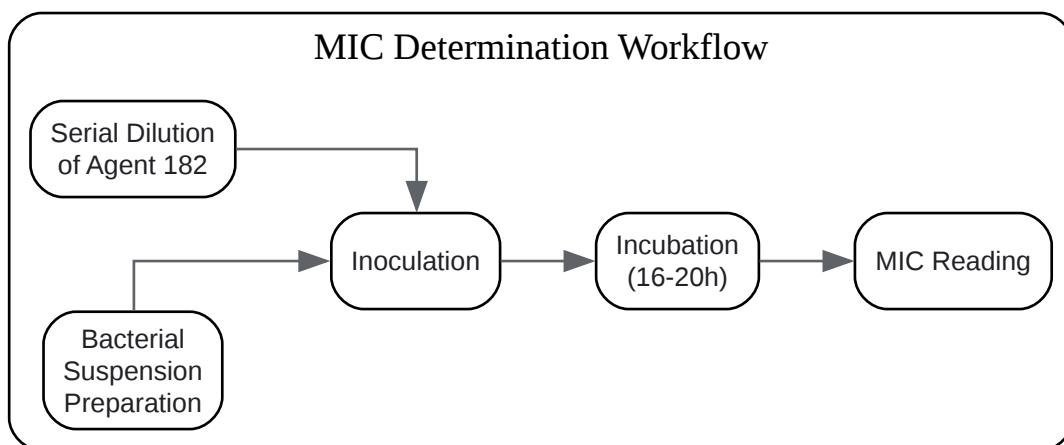 MIC Determination Workflow
Serial Dilution
of Agent 182
Inoculation
Incubation
(16-20h)
MIC Reading
Bacterial
Suspension
Preparation